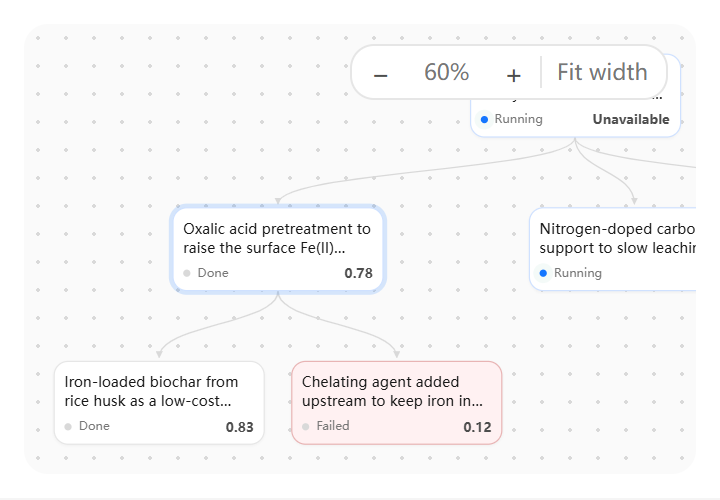 − 60% + Fit width
Running Unavailable
Oxalic acid pretreatment to
raise the surface Fe(II)...
Done 0.78
Nitrogen-doped
support to slow
Running
Iron-loaded biochar from
rice husk as a low-cost...
Done 0.83
Chelating agent added
upstream to keep iron in...
Failed 0.12